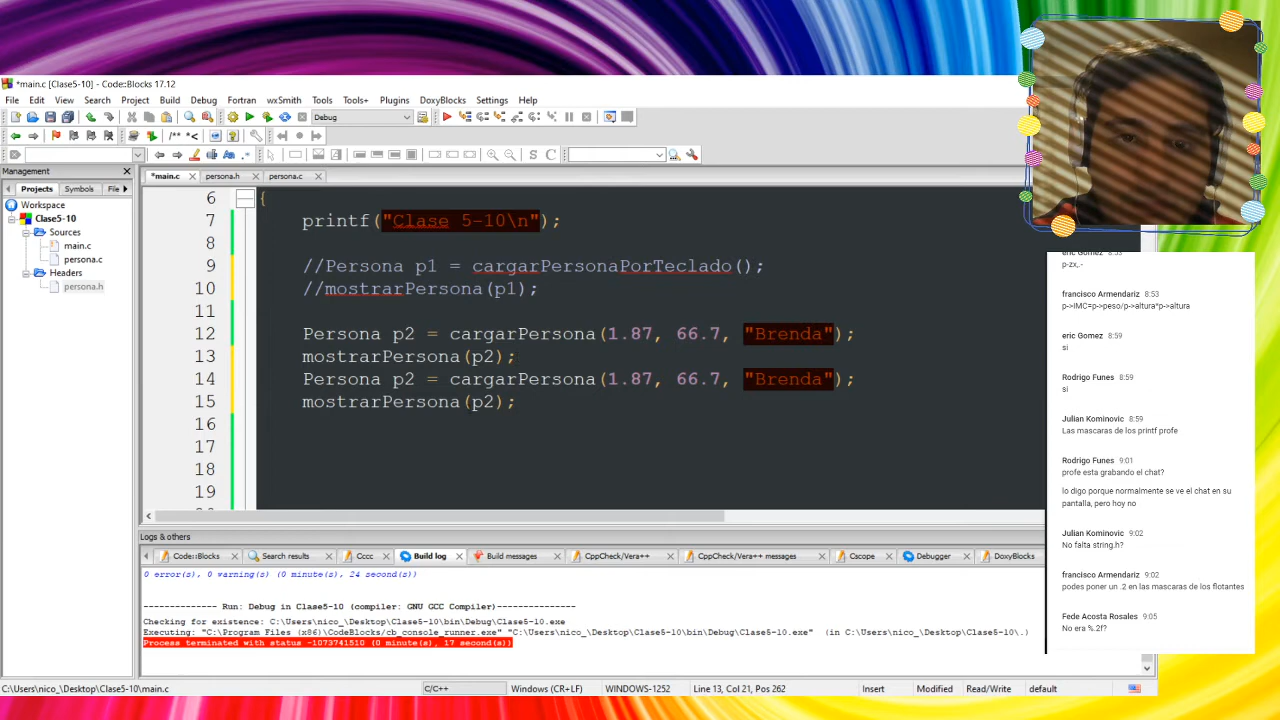 *main.c [Clase5-10] - Code::Blocks 17.12
File Edit View Search Project Build Debug Fortran wxSmith Tools Tools+ Plugins DoxyBlocks Settings Help
Debug
/** *<
S C
Management
Projects Symbols File
Workspace
Clase5-10
Sources
main.c
persona.c
Headers
persona.h
*main.c persona.h persona.c
6 {
7 printf("Clase 5-10\n");
8
9 //Persona p1 = cargarPersonaPorTeclado();
10 //mostrarPersona(p1);
11
12 Persona p2 = cargarPersona(1.87, 66.7, "Brenda");
13 mostrarPersona(p2);
14 Persona p2 = cargarPersona(1.87, 66.7, "Brenda");
15 mostrarPersona(p2);
16
17
18
19
Logs & others
Code::Blocks Search results Cccc Build log Build messages CppCheck/Vera++ CppCheck/Vera++ messages Cscope Debugger DoxyBlocks
0 error(s), 0 warning(s) (0 minute(s), 24 second(s))
-------------- Run: Debug in Clase5-10 (compiler: GNU GCC Compiler)---------------
Checking for existence: C:\Users\nico_\Desktop\Clase5-10\bin\Debug\Clase5-10.exe
Executing: "C:\Program Files (x86)\CodeBlocks/cb_console_runner.exe" "C:\Users\nico_\Desktop\Clase5-10\bin\Debug\Clase5-10.exe" (in C:\Users\nico_\Desktop\Clase5-10\.)
Process terminated with status -1073741510 (0 minute(s), 17 second(s))
C:\Users\nico_\Desktop\Clase5-10\main.c C/C++ Windows (CR+LF) WINDOWS-1252 Line 13, Col 21, Pos 262 Insert Modified Read/Write default
eric Gomez 8:53
p-zx,.-
francisco Armendariz 8:53
p->IMC=p->peso/p->altura*p->altura
eric Gomez 8:59
si
Rodrigo Funes 8:59
si
Julian Kominovic 8:59
Las mascaras de los printf profe
Rodrigo Funes 9:01
profe esta grabando el chat?
lo digo porque normalmente se ve el chat en su
pantalla, pero hoy no
Julian Kominovic 9:02
No falta string.h?
francisco Armendariz 9:02
podes poner un .2 en las mascaras de los flotantes
Fede Acosta Rosales 9:05
No era %.2f?